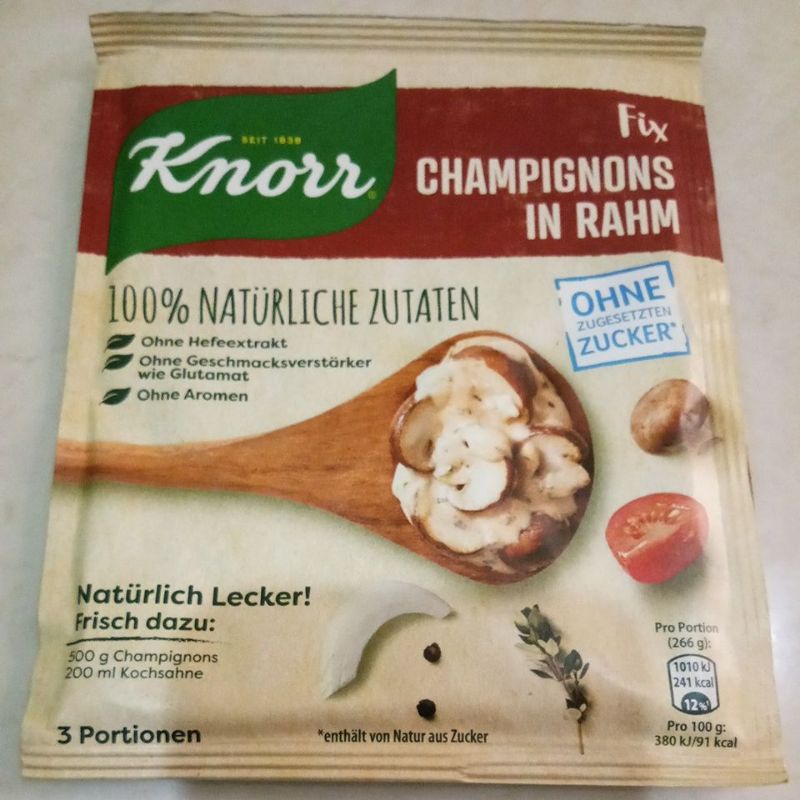 SEIT 1838
Knorr®
Fix
CHAMPIGNONS
IN RAHM
100% NATÜRLICHE ZUTATEN
Ohne Hefeextrakt
Ohne Geschmacksverstärker
wie Glutamat
Ohne Aromen
OHNE
ZUGESETZTEN
ZUCKER*
Natürlich Lecker!
Frisch dazu:
500 g Champignons
200 ml Kochsahne
3 Portionen
*enthält von Natur aus Zucker
Pro Portion
(266 g):
1010 kJ
241 kcal
12%
Pro 100 g:
380 kJ/91 kcal